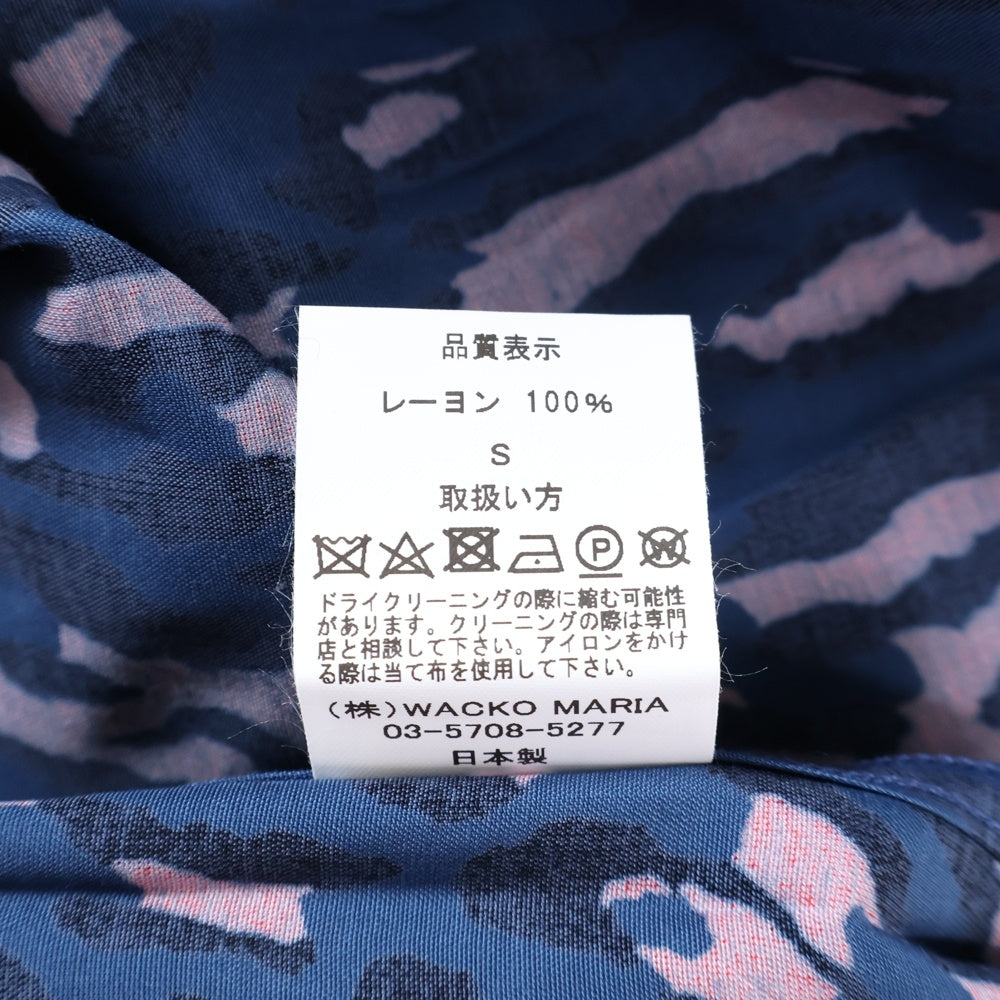 品質表示
レーヨン 100%
S
取扱い方
P W
ドライクリーニングの際に縮む可能性
があります。クリーニングの際は専門
店と相談して下さい。アイロンをかけ
る際は当て布を使用して下さい。
(株)WACKO MARIA
03-5708-5277
日本製